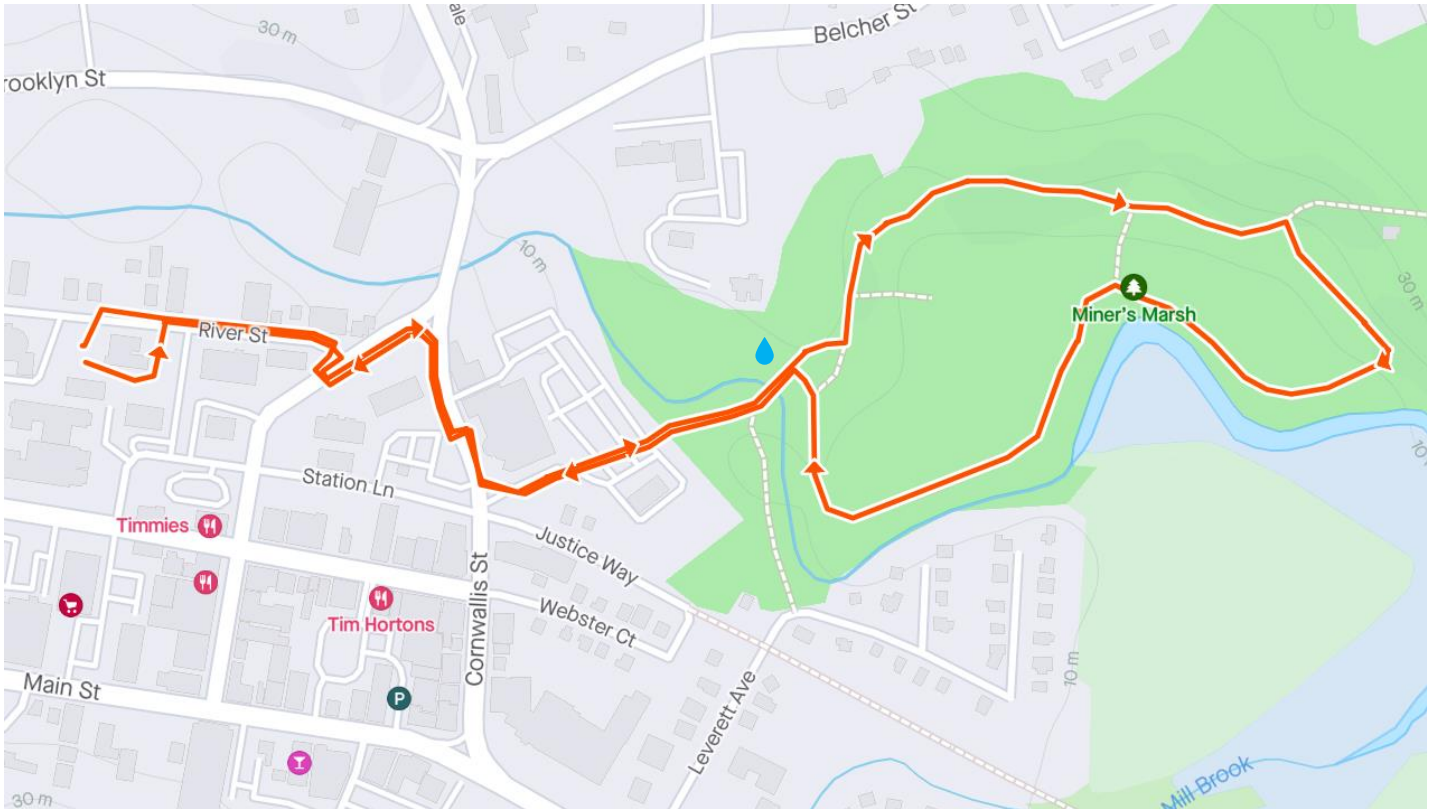 ale
Belcher St
30 m
rooklyn St
10 m
30 m
Miner's Marsh
River St
Station Ln
Timmies
Justice Way
Cornwallis St
Tim Hortons
Webster Ct
10 m
Main St
P
Leverett Ave
Mill Brook
30 m